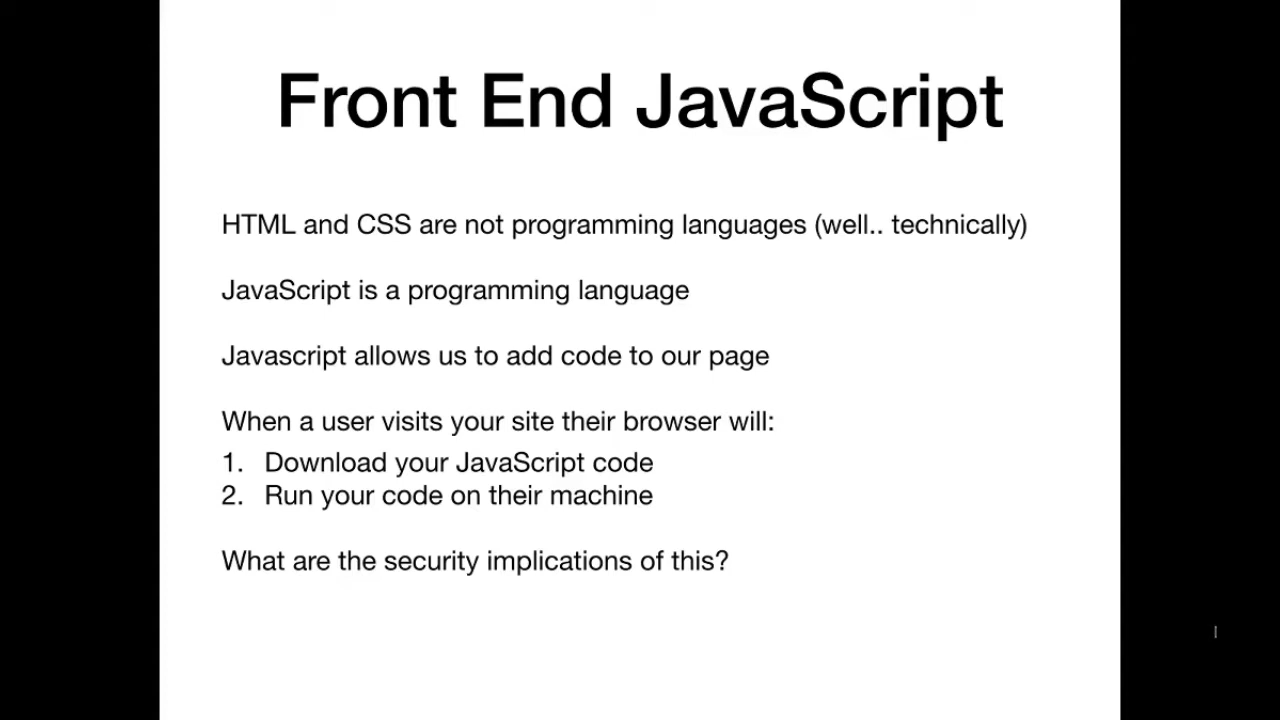 Front End JavaScript
HTML and CSS are not programming languages (well.. technically)
JavaScript is a programming language
Javascript allows us to add code to our page
When a user visits your site their browser will:
1. Download your JavaScript code
2. Run your code on their machine
What are the security implications of this?